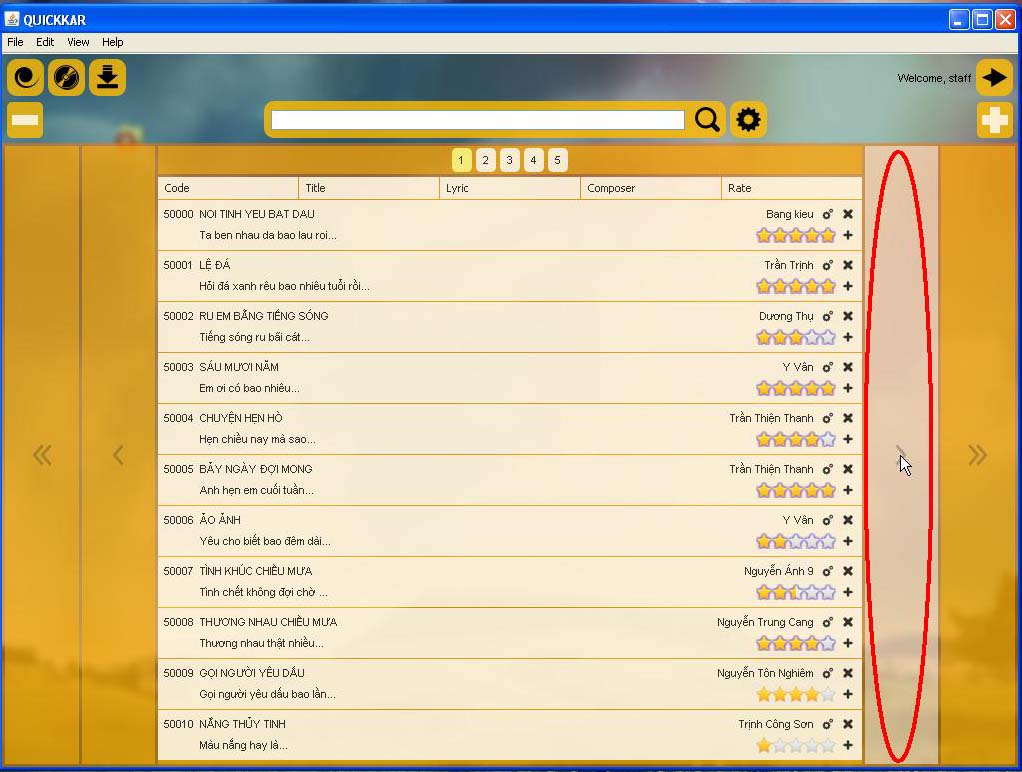 QUICKKAR
File Edit View Help
Welcome, staff
1 2 3 4 5
Code Title Lyric Composer Rate
50000 NOI TINH YEU BAT DAU Bang kieu
Ta ben nhau da bao lau roi...
50001 LỆ ĐÁ Trần Trịnh
Hỏi đá xanh rêu bao nhiêu tuổi rồi...
50002 RU EM BẰNG TIẾNG SÓNG Dương Thụ
Tiếng sóng ru bãi cát...
50003 SÁU MƯƠI NĂM Y Vân
Em ơi có bao nhiêu...
50004 CHUYỆN HẸN HÒ Trần Thiện Thanh
Hẹn chiều nay mà sao...
50005 BẢY NGÀY ĐỢI MONG Trần Thiện Thanh
Anh hẹn em cuối tuần...
50006 ẢO ẢNH Y Vân
Yêu cho biết bao đêm dài...
50007 TÌNH KHÚC CHIỀU MƯA Nguyễn Ánh 9
Tình chết không đợi chờ ...
50008 THƯƠNG NHAU CHIỀU MƯA Nguyễn Trung Cang
Thương nhau thật nhiều...
50009 GỌI NGƯỜI YÊU DẤU Nguyễn Tôn Nghiêm
Gọi người yêu dấu bao lần...
50010 NẮNG THỦY TINH Trịnh Công Sơn
Màu nắng hay là...